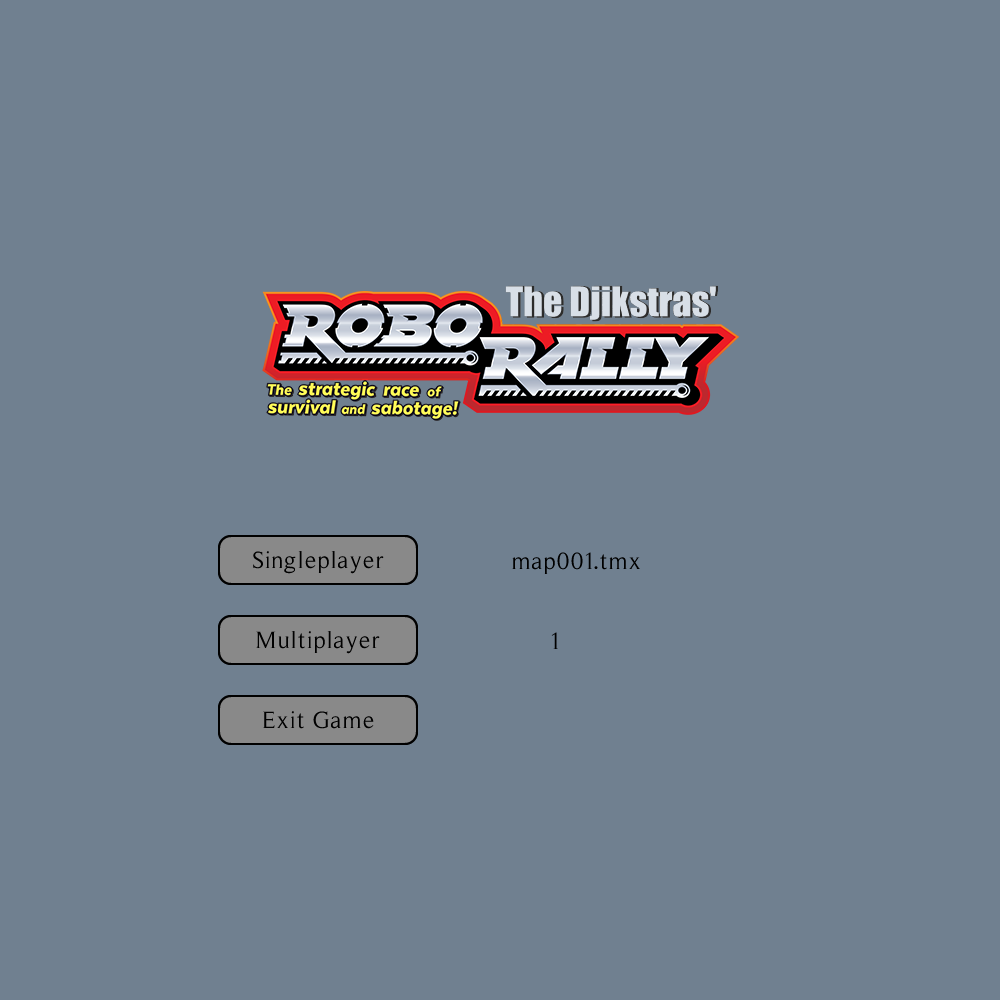 The Djikstras'
ROBO
RALLY
The strategic race of
survival and sabotage!
Singleplayer
map001.tmx
Multiplayer
1
Exit Game